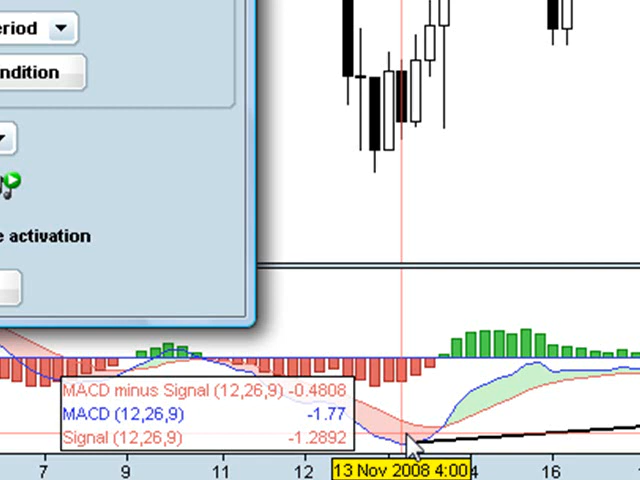 eriod
ndition
e activation
MACD minus Signal (12,26,9) -0.4808
MACD (12,26,9) -1.77
Signal (12,26,9) -1.2892
7 9 11 12 13 Nov 2008 4:00 4 16